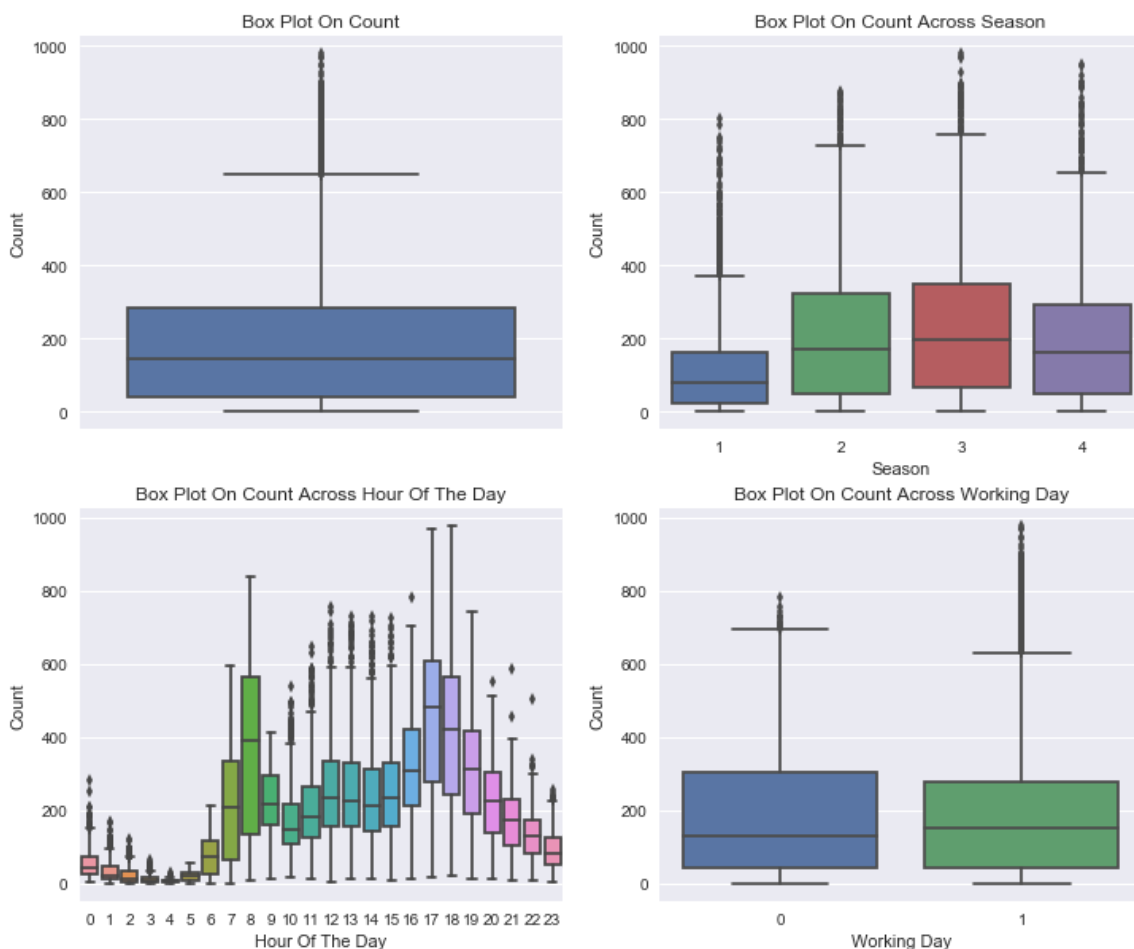 Box Plot On Count
1000
800
600
400
200
0
Count
Box Plot On Count Across Season
1000
800
600
400
200
0
Count
1 2 3 4
Season
Box Plot On Count Across Hour Of The Day
1000
800
600
400
200
0
Count
0 1 2 3 4 5 6 7 8 9 10 11 12 13 14 15 16 17 18 19 20 21 22 23
Hour Of The Day
Box Plot On Count Across Working Day
1000
800
600
400
200
0
Count
0 1
Working Day